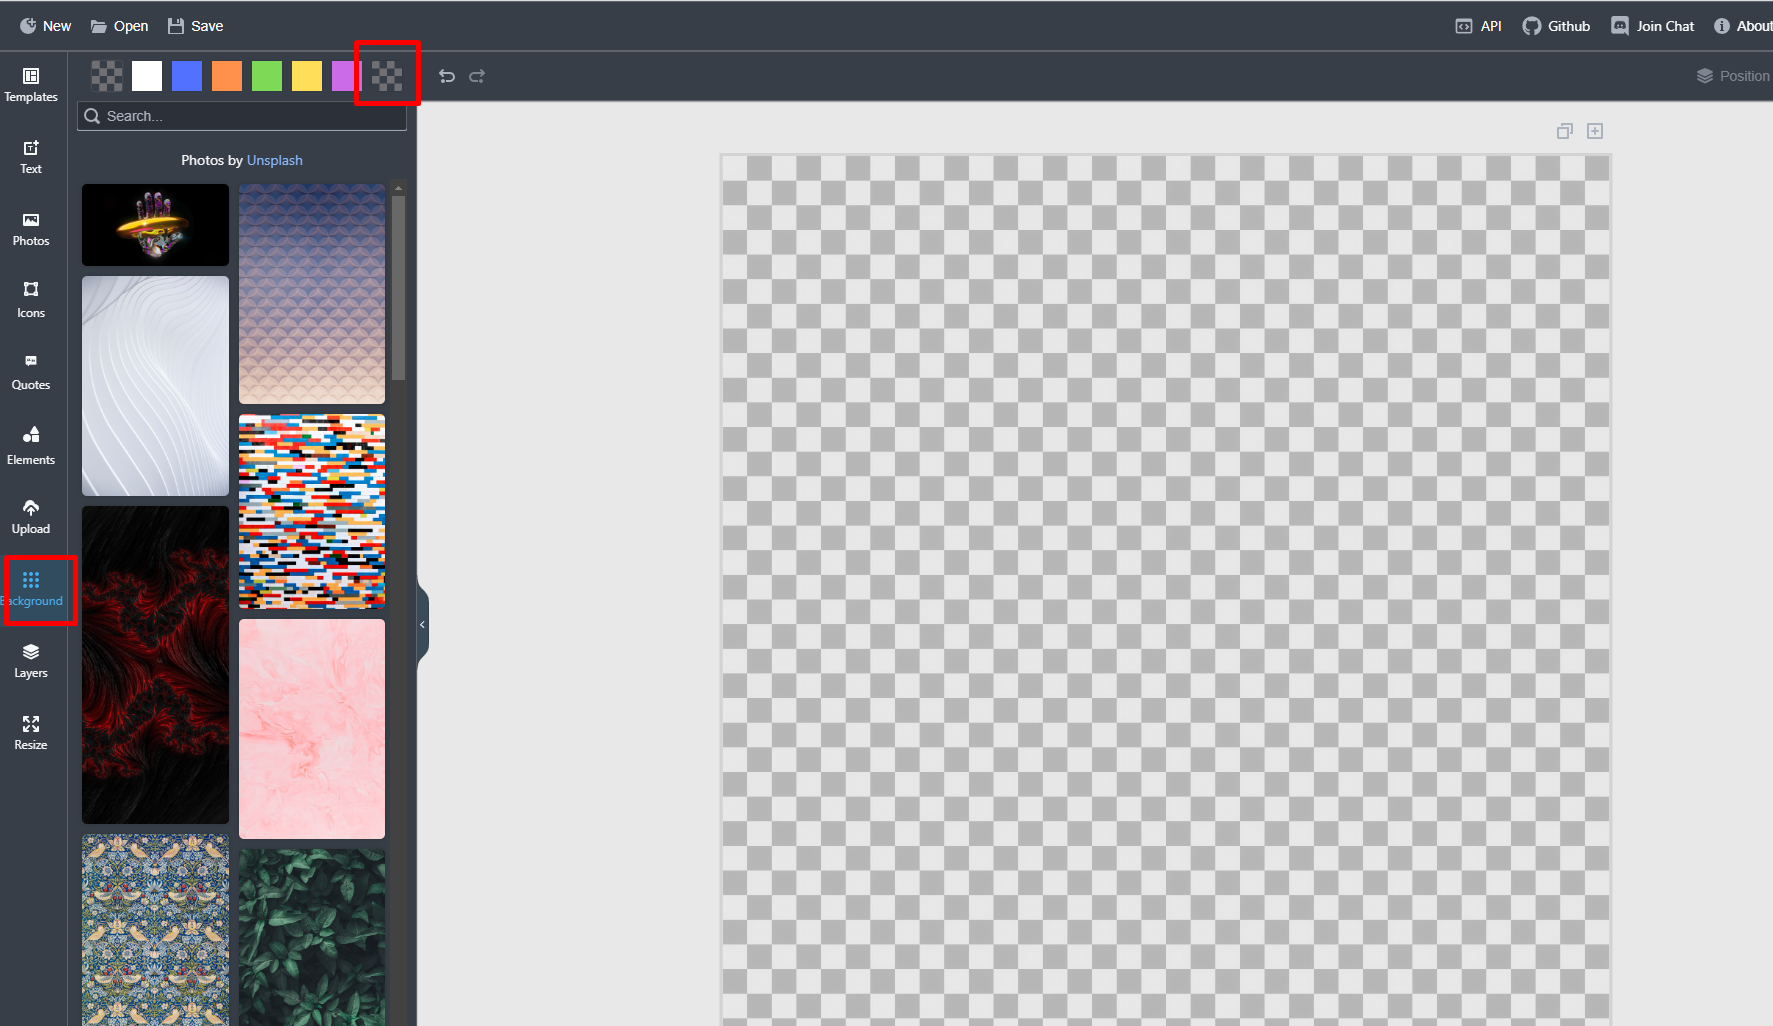 New Open Save API Github Join Chat About
Templates
Position
Search...
Photos by Unsplash
Text
Photos
Icons
Quotes
Elements
Upload
Background
Layers
Resize